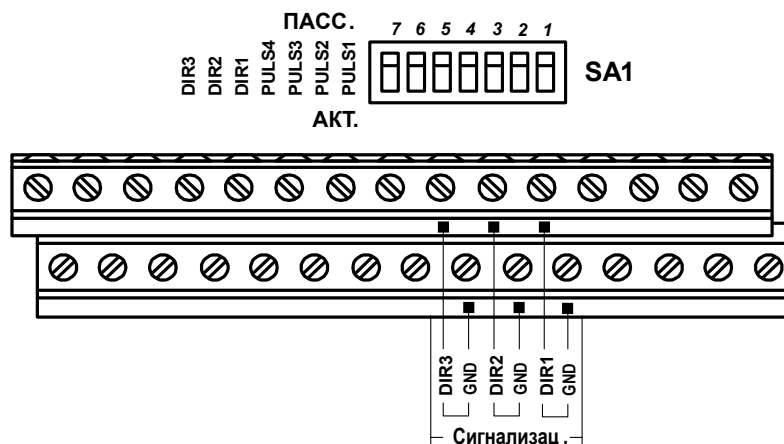 ПАСС.
7 6 5 4 3 2 1
DIR3
DIR2
DIR1
PULS4
PULS3
PULS2
PULS1
SA1
АКТ.
DIR3
GND
DIR2
GND
DIR1
GND
Сигнализац .